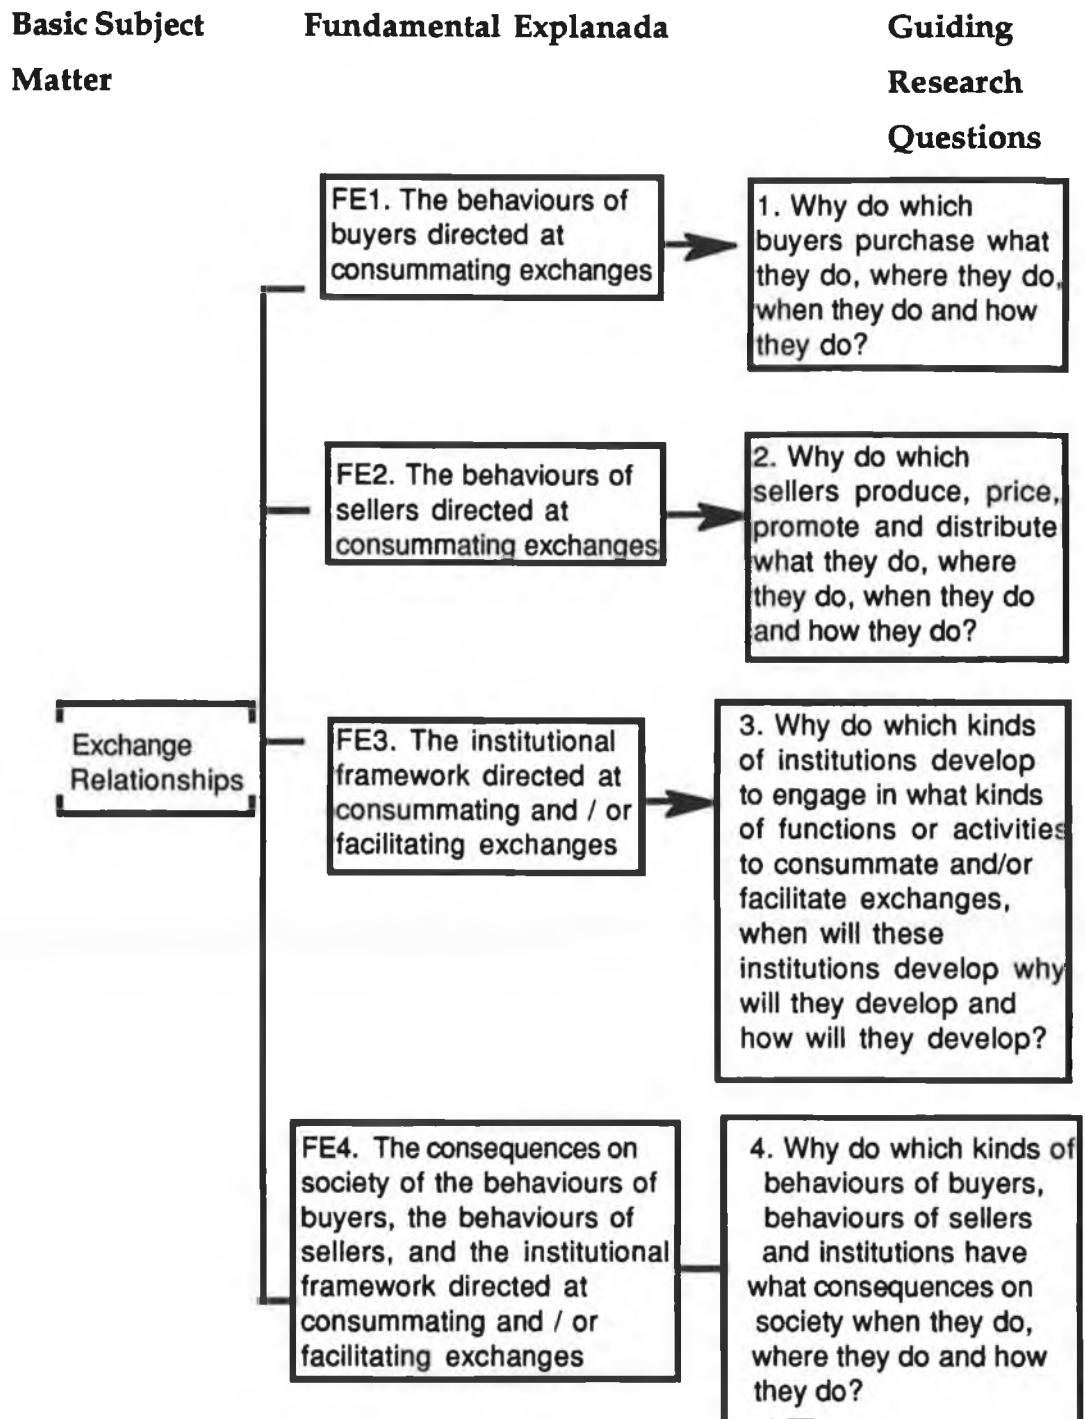 Basic Subject
Matter
Fundamental Explanada
Guiding
Research
Questions
Exchange
Relationships
FE1. The behaviours of
buyers directed at
consummating exchanges
1. Why do which
buyers purchase what
they do, where they do,
when they do and how
they do?
FE2. The behaviours of
sellers directed at
consummating exchanges
2. Why do which
sellers produce, price,
promote and distribute
what they do, where
they do, when they do
and how they do?
FE3. The institutional
framework directed at
consummating and / or
facilitating exchanges
3. Why do which kinds
of institutions develop
to engage in what kinds
of functions or activities
to consummate and/or
facilitate exchanges,
when will these
institutions develop why
will they develop and
how will they develop?
FE4. The consequences on
society of the behaviours of
buyers, the behaviours of
sellers, and the institutional
framework directed at
consummating and / or
facilitating exchanges
4. Why do which kinds of
behaviours of buyers,
behaviours of sellers
and institutions have
what consequences on
society when they do,
where they do and how
they do?